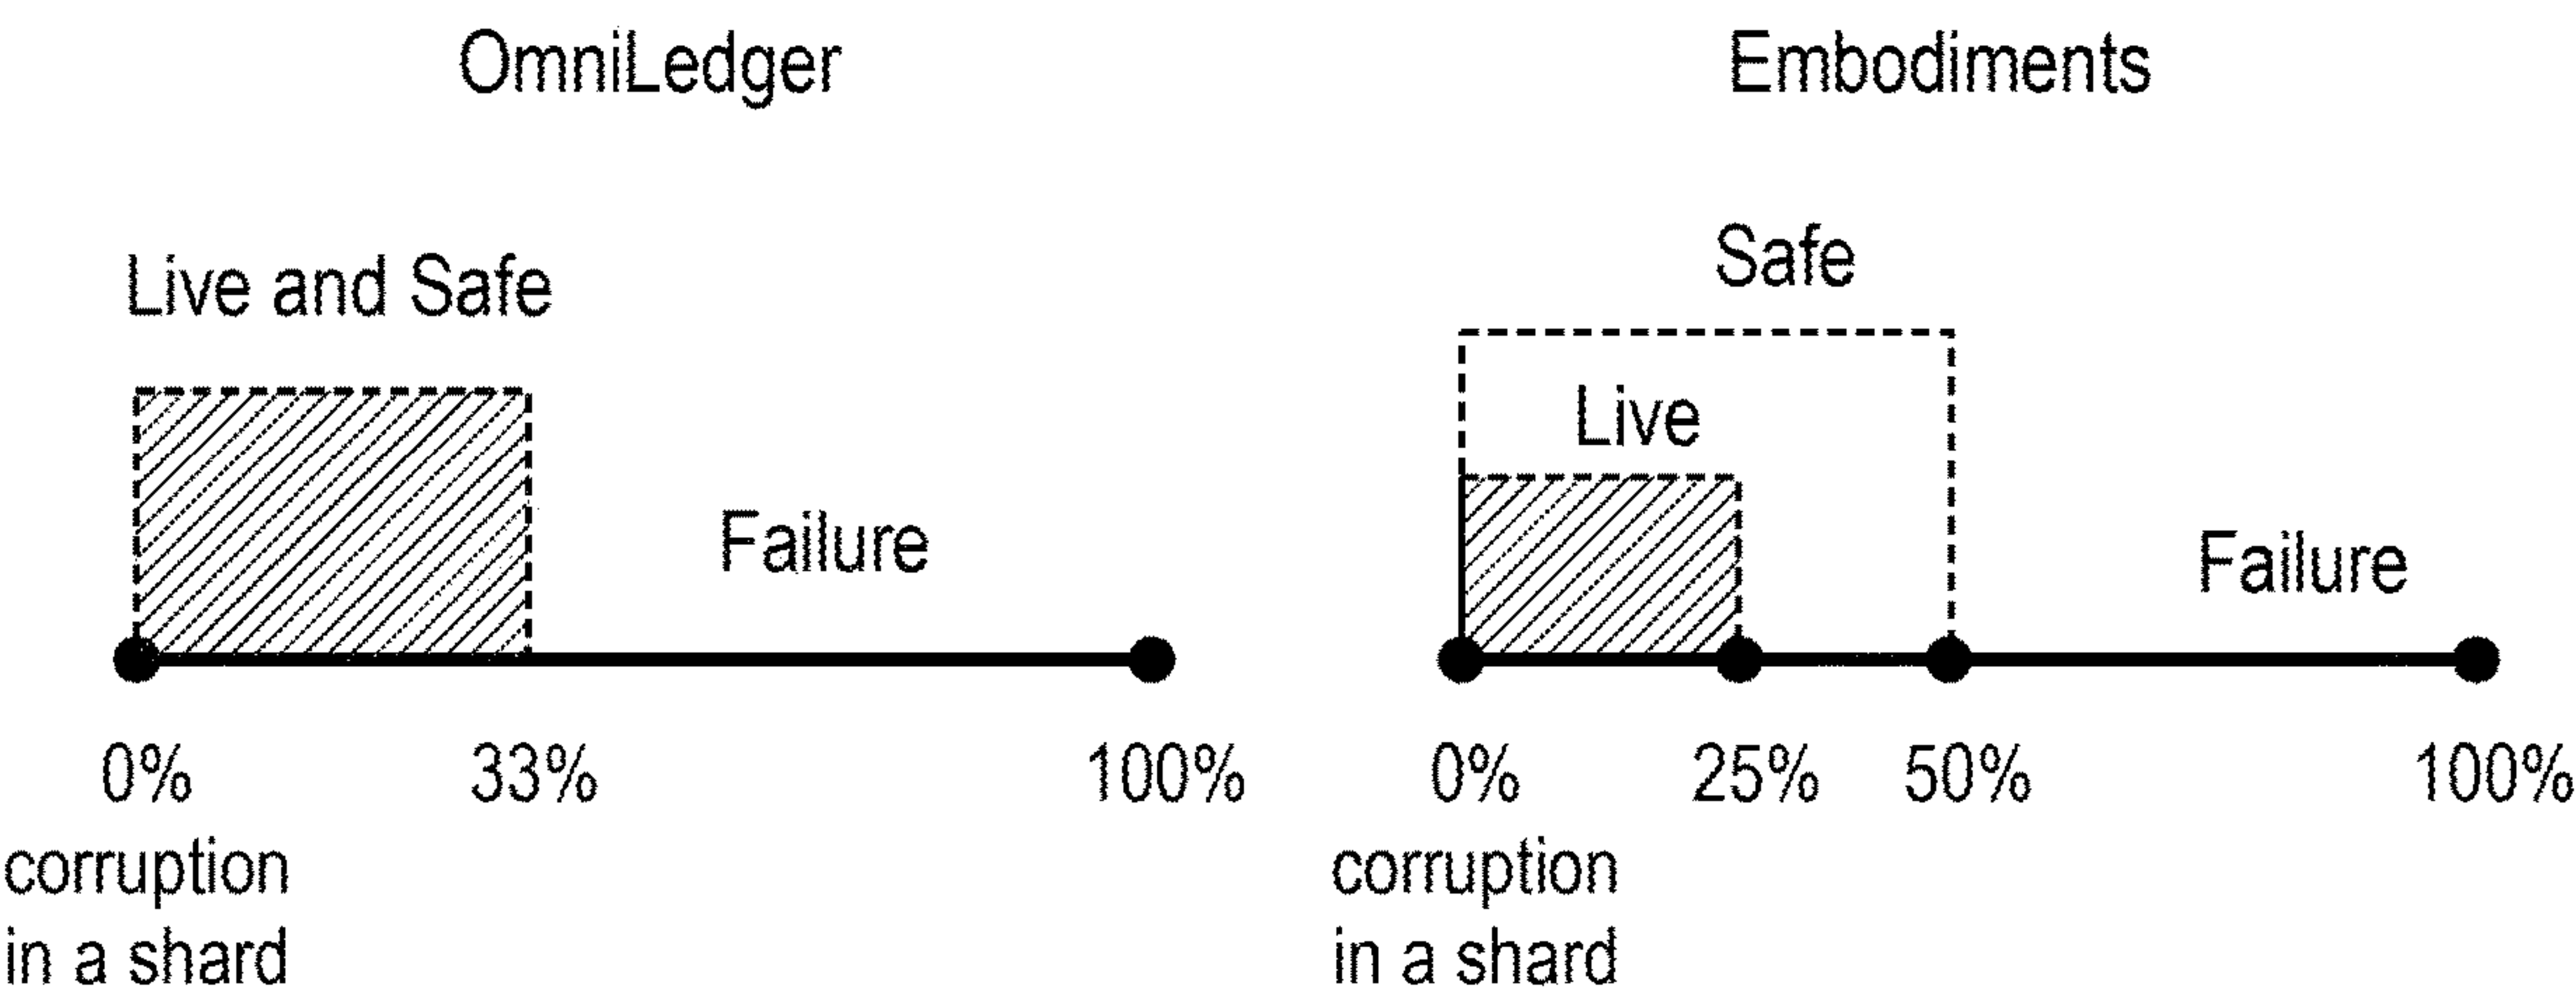 OmniLedger
Live and Safe
Failure
0%
33%
100%
corruption
in a shard
Embodiments
Safe
Live
Failure
0%
25%
50%
100%
corruption
in a shard